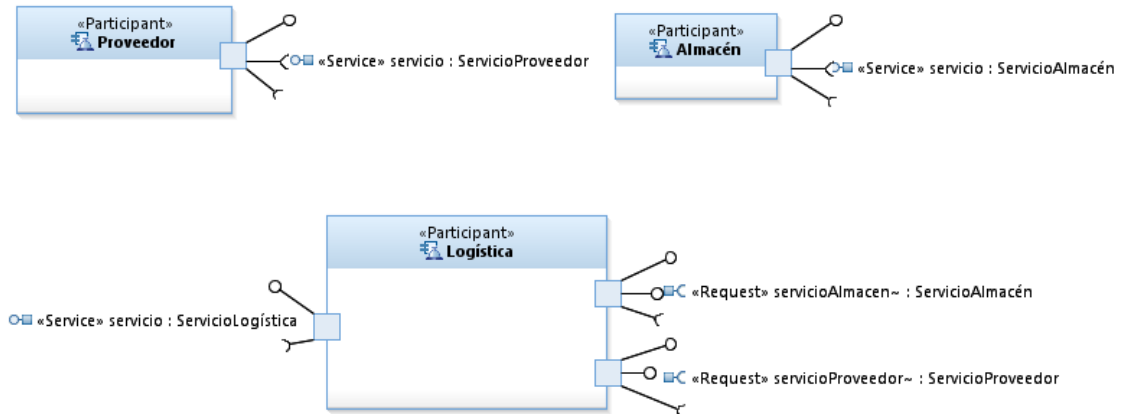 «Participant»
Proveedor
«Service» servicio : ServicioProveedor
«Participant»
Almacén
«Service» servicio : ServicioAlmacén
«Participant»
Logística
«Service» servicio : ServicioLogística
«Request» servicioAlmacen~ : ServicioAlmacén
«Request» servicioProveedor~ : ServicioProveedor